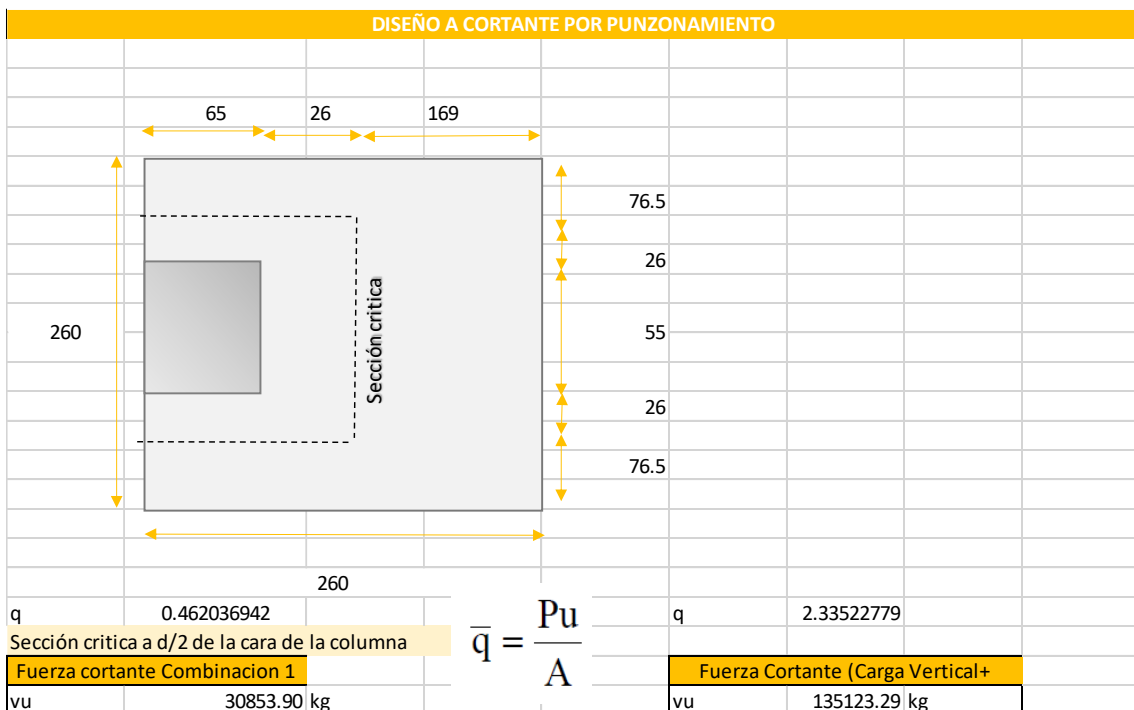 DISEÑO A CORTANTE POR PUNZONAMIENTO
65 26 169
76.5
26
260
55
Sección critica
26
76.5
260
q 0.462036942
q̅ = Pu / A
q 2.33522779
Sección critica a d/2 de la cara de la columna
Fuerza cortante Combinacion 1
Fuerza Cortante (Carga Vertical+
vu 30853.90 kg
vu 135123.29 kg